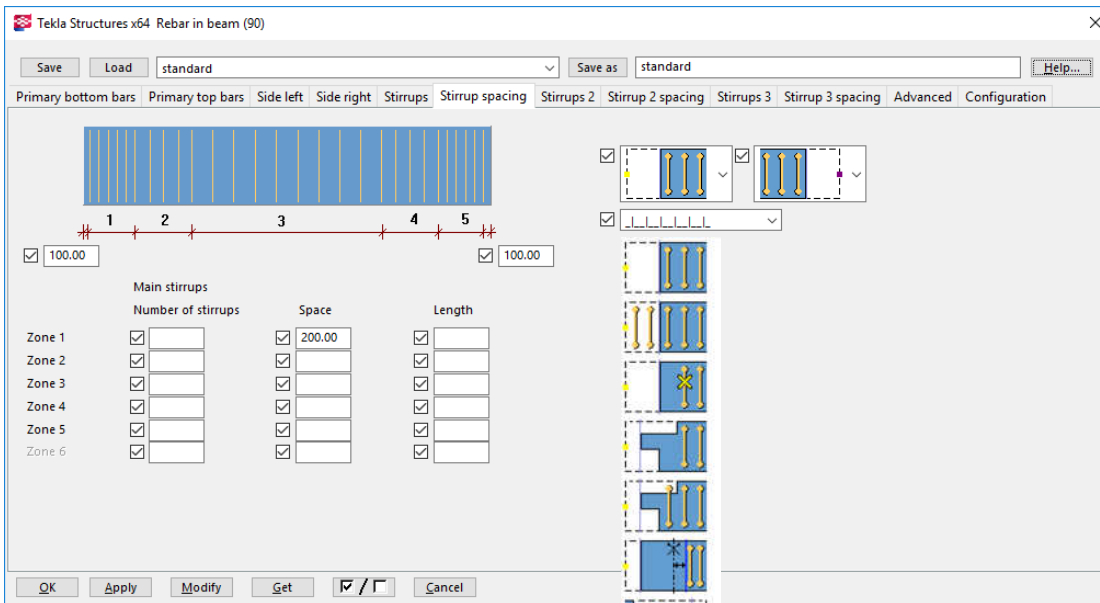 Tekla Structures x64 Rebar in beam (90)
Save Load standard Save as standard Help...
Primary bottom bars Primary top bars Side left Side right Stirrups Stirrup spacing Stirrups 2 Stirrup 2 spacing Stirrups 3 Stirrup 3 spacing Advanced Configuration
1 2 3 4 5
100.00 100.00
Main stirrups
Number of stirrups Space Length
Zone 1 200.00
Zone 2
Zone 3
Zone 4
Zone 5
Zone 6
OK Apply Modify Get / Cancel